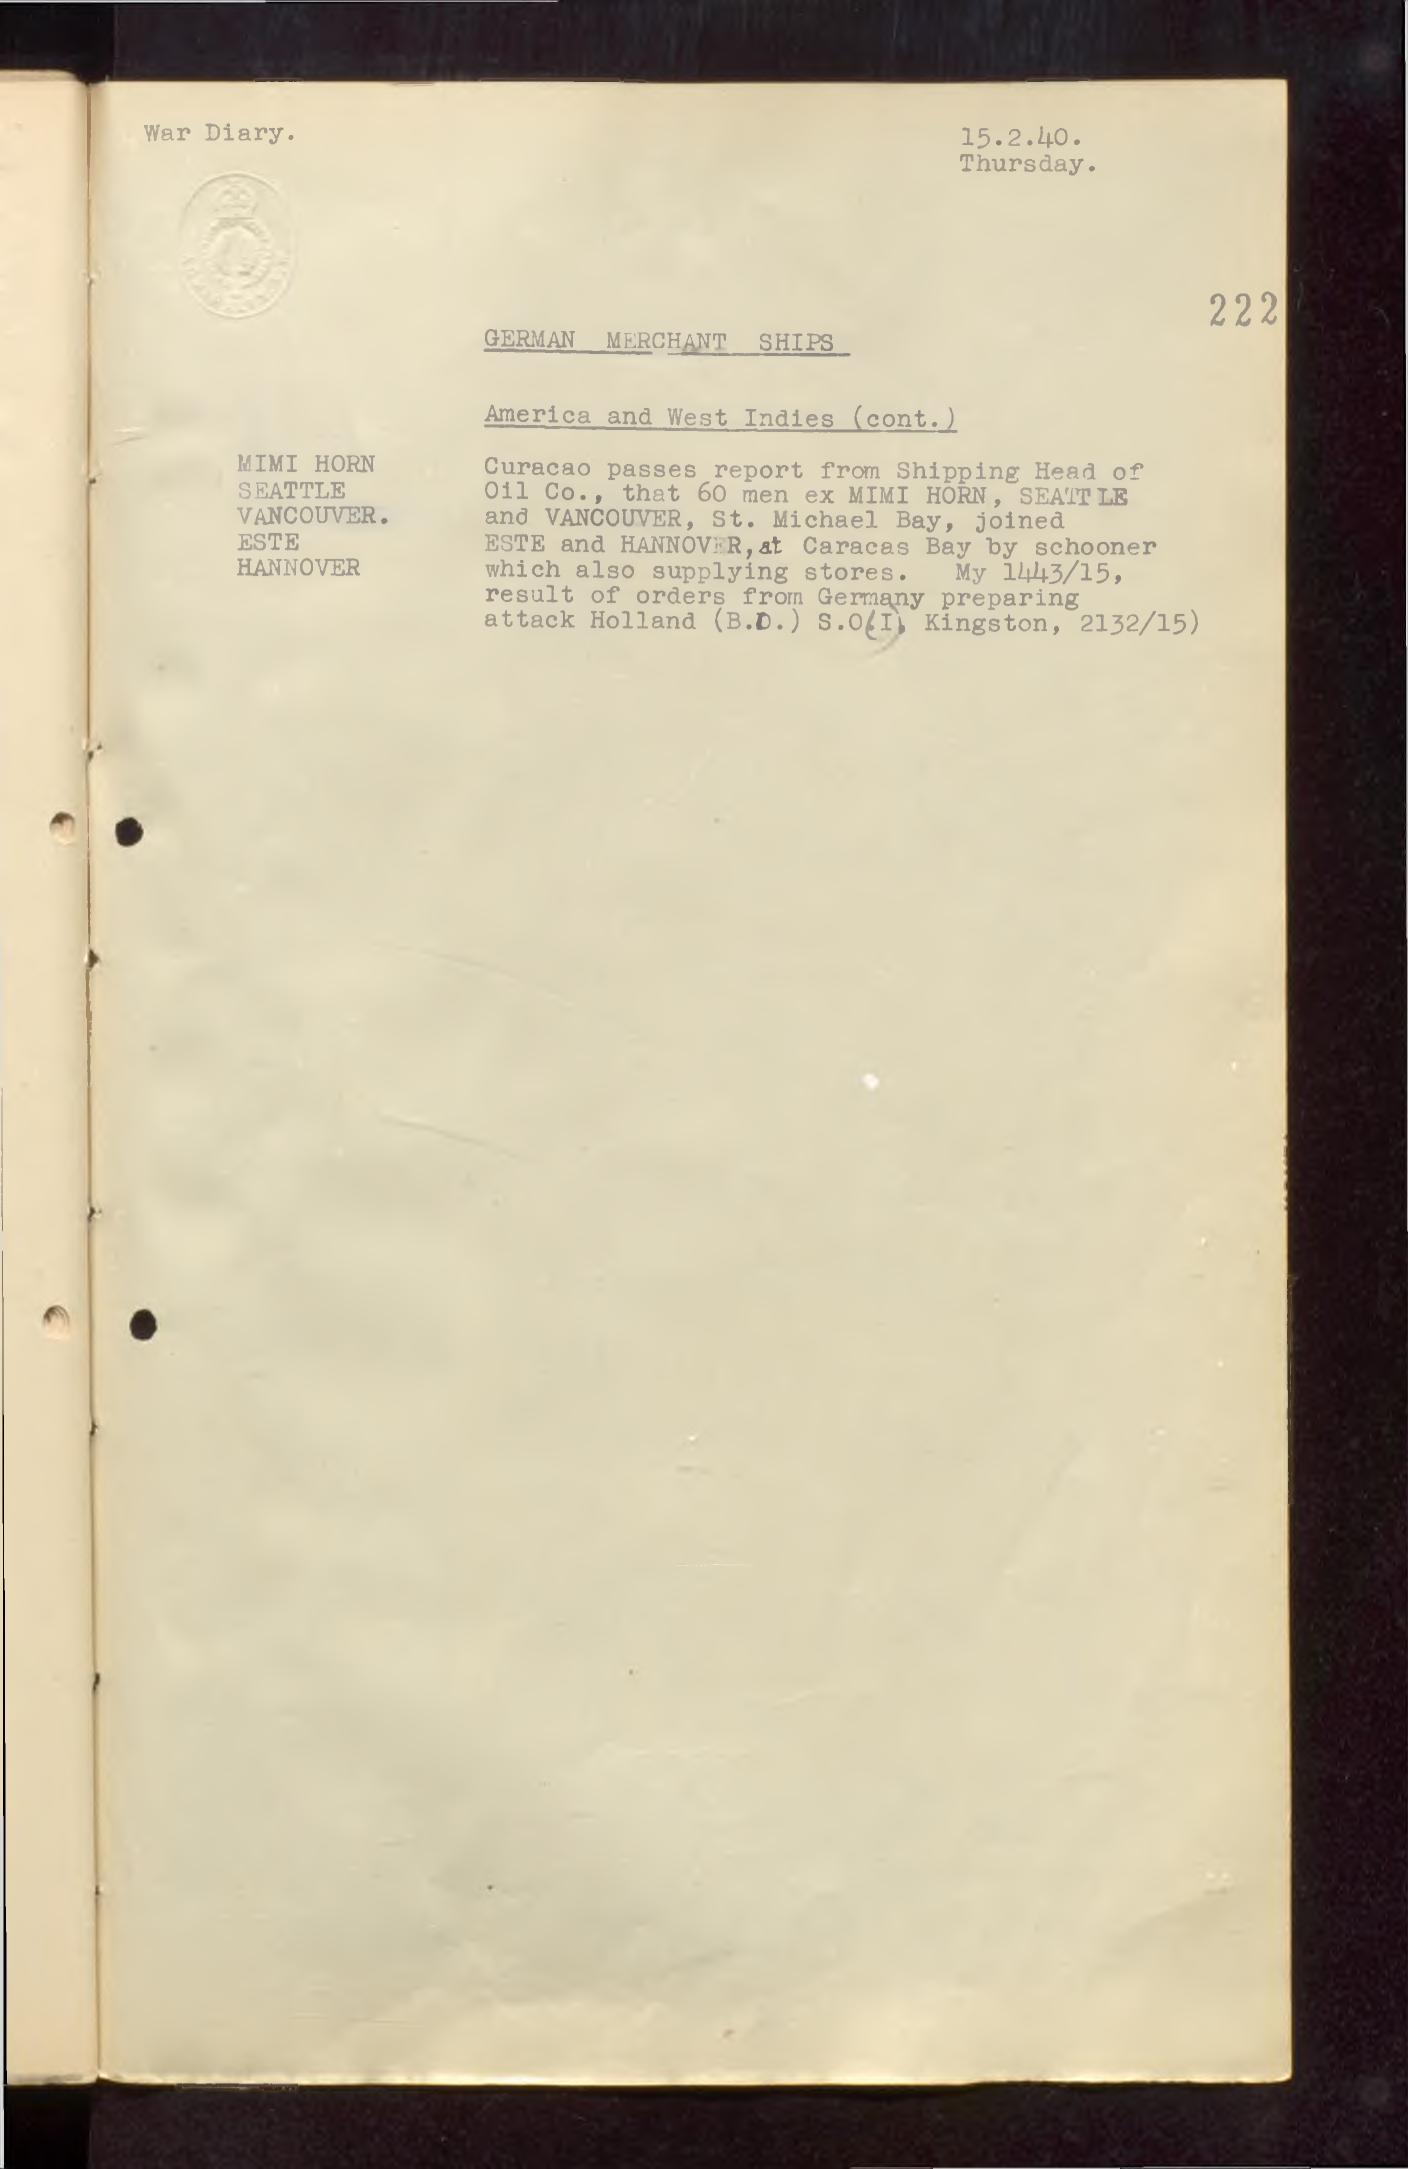 War Diary.
15.2.40.
Thursday.
222
GERMAN MERCHANT SHIPS
America and West Indies (cont.)
MIMI HORN
SEATTLE
VANCOUVER.
ESTE
HANNOVER
Curacao passes report from Shipping Head of
Oil Co., that 60 men ex MIMI HORN, SEATTLE
and VANCOUVER, St. Michael Bay, joined
ESTE and HANNOVER, at Caracas Bay by schooner
which also supplying stores. My 1443/15,
result of orders from Germany preparing
attack Holland (B.D.) S.O(I), Kingston, 2132/15)